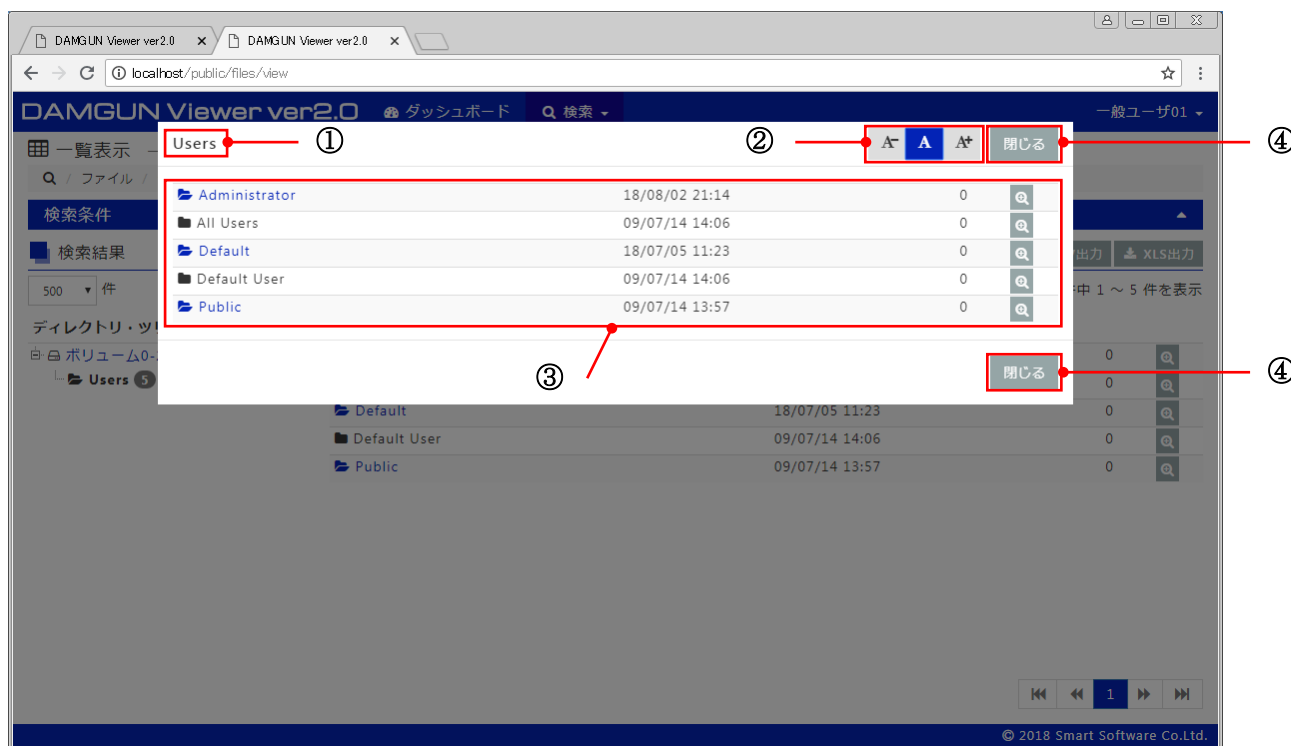 DAMGUN Viewer ver2.0 DAMGUN Viewer ver2.0
localhost/public/files/view
DAMGUN Viewer ver2.0 ダッシュボード 検索 一般ユーザ01
一覧表示
Users ① ② A- A A+ 閉じる ④
/ ファイル /
Administrator 18/08/02 21:14 0
検索条件
All Users 09/07/14 14:06 0
検索結果
Default 18/07/05 11:23 0
出力 XLS出力
Default User 09/07/14 14:06 0
500 件
中 1 ～ 5 件を表示
Public 09/07/14 13:57 0
ディレクトリ・ツリ
ボリューム0-
0
③ 閉じる ④
Users 5
0
Default 18/07/05 11:23 0
Default User 09/07/14 14:06 0
Public 09/07/14 13:57 0
1
© 2018 Smart Software Co.Ltd.